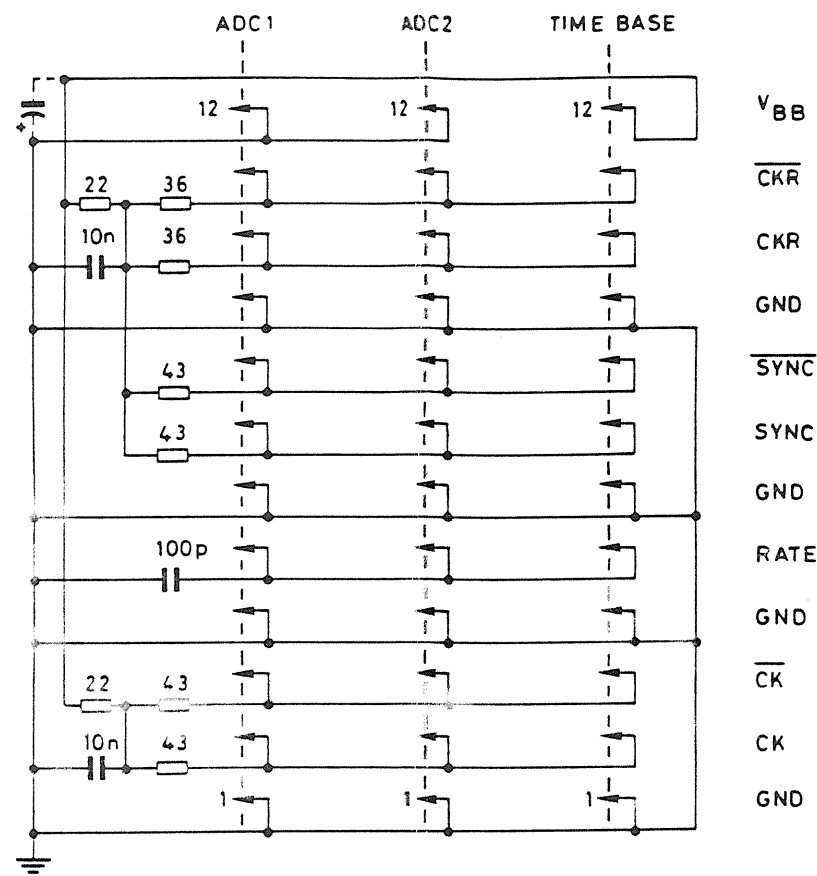 ADC1 ADC2 TIME BASE
12 12 12 VBB
+
22 36 CKR
10n 36 CKR
GND
43 SYNC
43 SYNC
GND
100p RATE
GND
22 43 CK
10n 43 CK
1 1 1 GND